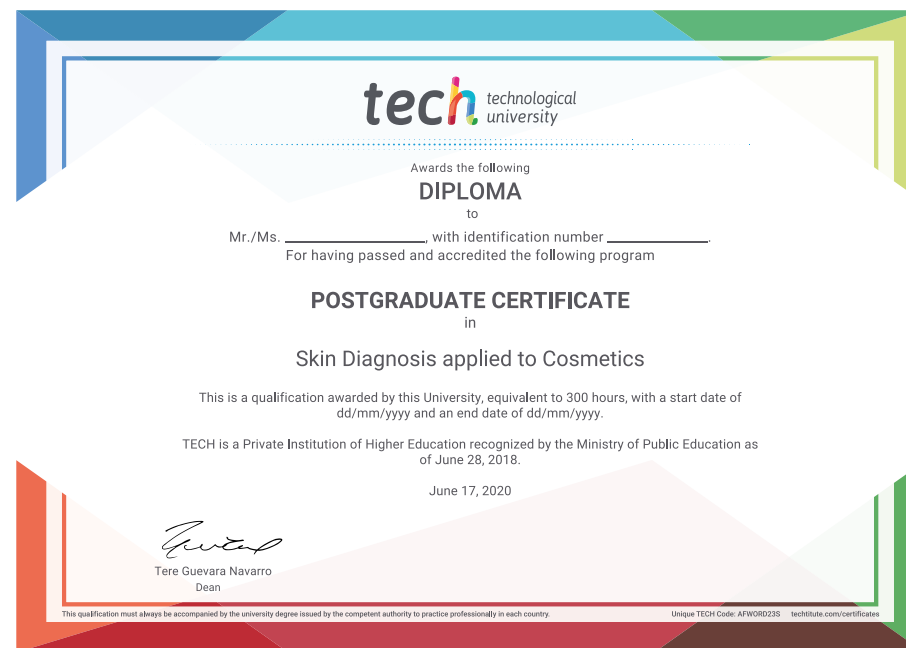 tech technological
university
Awards the following
DIPLOMA
to
Mr./Ms. ____________________, with identification number ______________.
For having passed and accredited the following program
POSTGRADUATE CERTIFICATE
in
Skin Diagnosis applied to Cosmetics
This is a qualification awarded by this University, equivalent to 300 hours, with a start date of
dd/mm/yyyy and an end date of dd/mm/yyyy.
TECH is a Private Institution of Higher Education recognized by the Ministry of Public Education as
of June 28, 2018.
June 17, 2020
Tere Guevara Navarro
Dean
This qualification must always be accompanied by the university degree issued by the competent authority to practice professionally in each country. Unique TECH Code: AFWORD23S techtitute.com/certificates